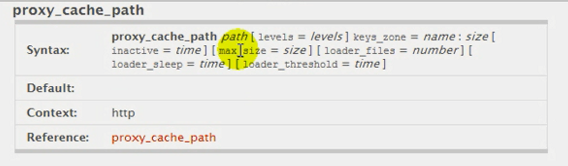 proxy_cache_path
Syntax: proxy_cache_path path [ levels = levels ] keys_zone = name : size [
inactive = time ] [ max_size = size ] [ loader_files = number ] [
loader_sleep = time ] [ loader_threshold = time ]
Default:
Context: http
Reference: proxy_cache_path